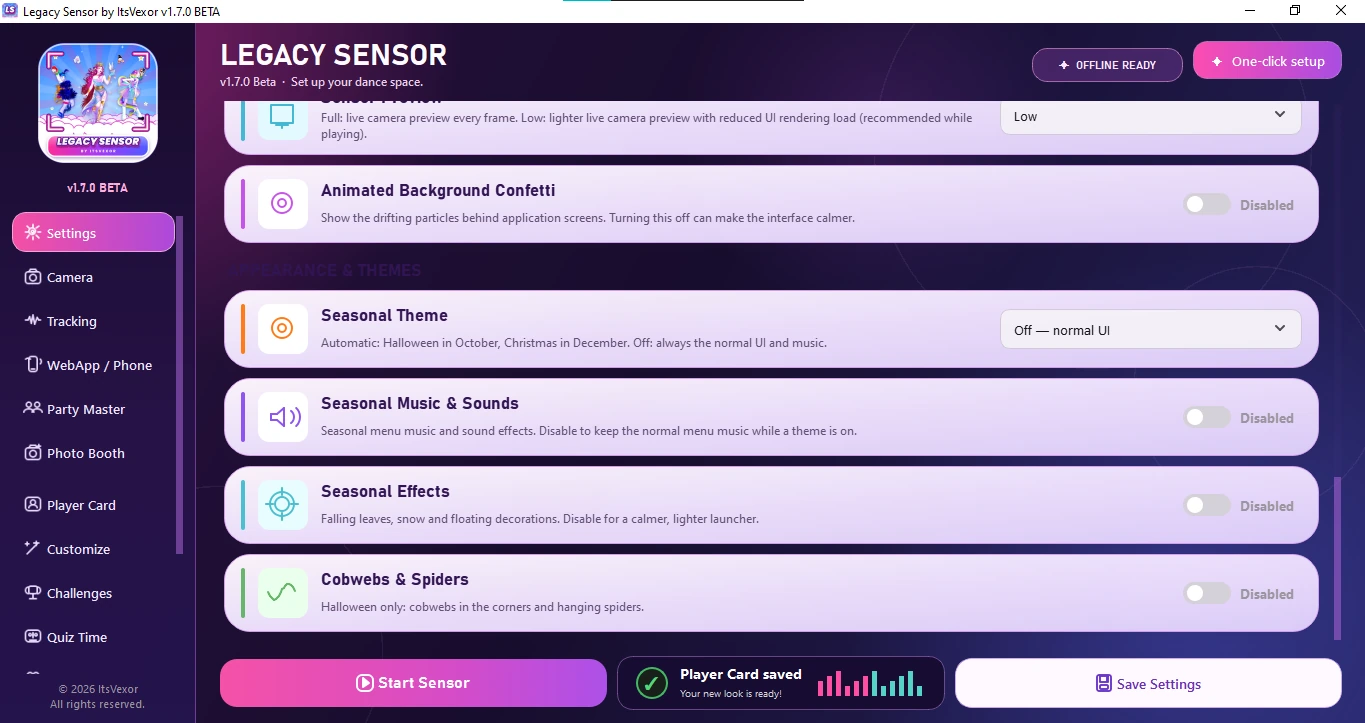 Legacy Sensor by ItsVexor v1.7.0 BETA
LEGACY SENSOR
BY ITSVEXOR
v1.7.0 BETA
Settings
Camera
Tracking
WebApp / Phone
Party Master
Photo Booth
Player Card
Customize
Challenges
Quiz Time
© 2026 ItsVexor
All rights reserved.
LEGACY SENSOR
v1.7.0 Beta · Set up your dance space.
OFFLINE READY
One-click setup
Sensor Preview
Full: live camera preview every frame. Low: lighter live camera preview with reduced UI rendering load (recommended while
playing).
Low
Animated Background Confetti
Show the drifting particles behind application screens. Turning this off can make the interface calmer.
Disabled
APPEARANCE & THEMES
Seasonal Theme
Automatic: Halloween in October, Christmas in December. Off: always the normal UI and music.
Off — normal UI
Seasonal Music & Sounds
Seasonal menu music and sound effects. Disable to keep the normal menu music while a theme is on.
Disabled
Seasonal Effects
Falling leaves, snow and floating decorations. Disable for a calmer, lighter launcher.
Disabled
Cobwebs & Spiders
Halloween only: cobwebs in the corners and hanging spiders.
Disabled
Start Sensor
Player Card saved
Your new look is ready!
Save Settings